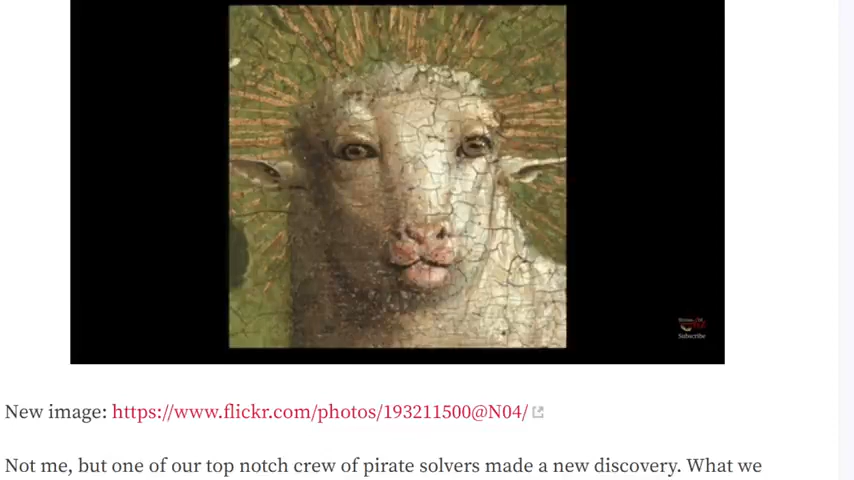 Subscribe
New image: https://www.flickr.com/photos/193211500@N04/
Not me, but one of our top notch crew of pirate solvers made a new discovery. What we